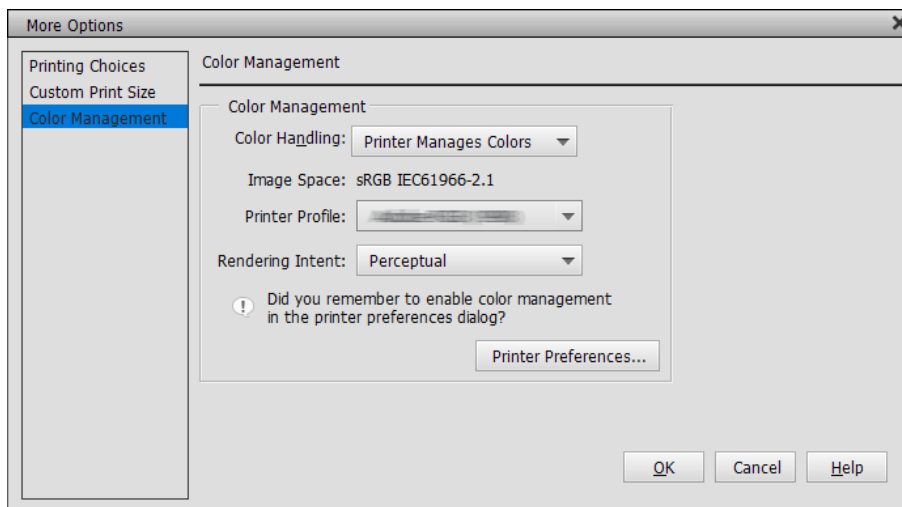 More Options
Printing Choices
Custom Print Size
Color Management
Color Management
Color Management
Color Handling: Printer Manages Colors
Image Space: sRGB IEC61966-2.1
Printer Profile:
Rendering Intent: Perceptual
! Did you remember to enable color management
in the printer preferences dialog?
Printer Preferences...
OK Cancel Help